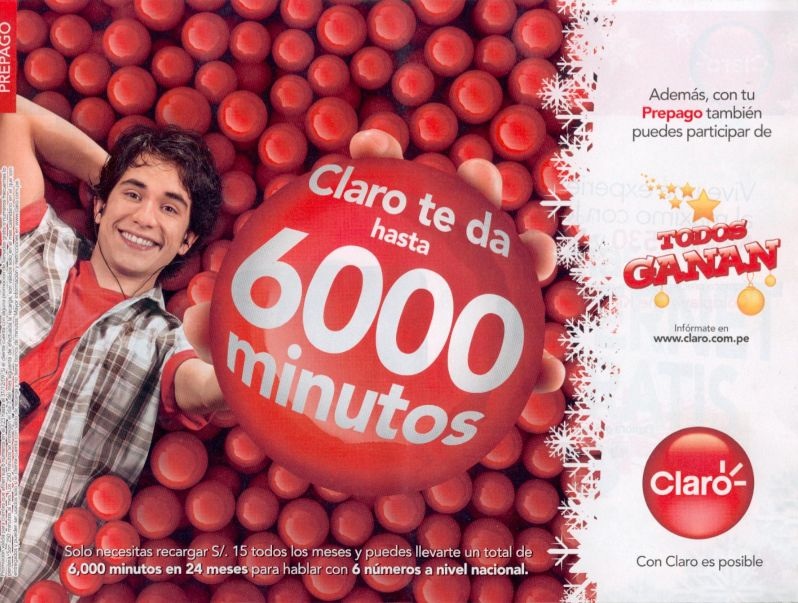 PREPAGO
Claro te da
hasta
6000
minutos
Solo necesitas recargar S/. 15 todos los meses y puedes llevarte un total de
6,000 minutos en 24 meses para hablar con 6 números a nivel nacional.
Además, con tu
Prepago también
puedes participar de
TODOS
GANAN
Infórmate en
www.claro.com.pe
Claro
Con Claro es posible